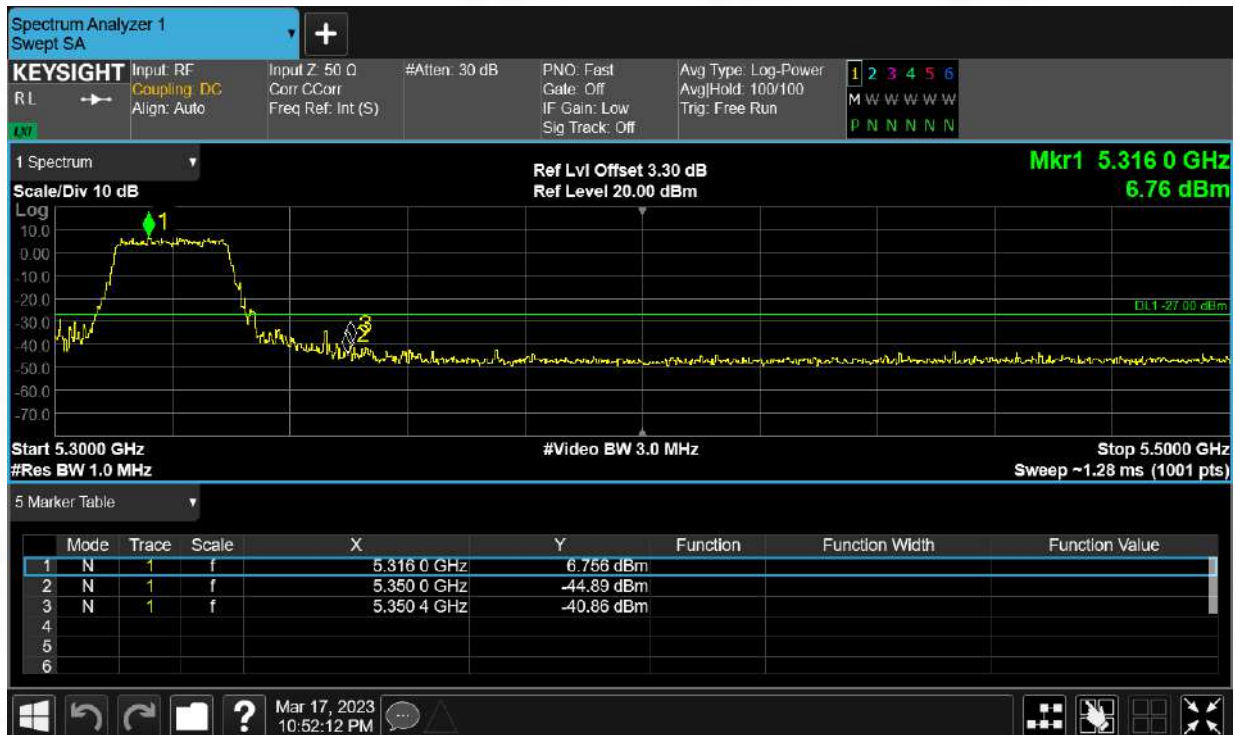 Spectrum Analyzer 1
Swept SA
+
KEYSIGHT
RL
LXI
Input: RF
Coupling: DC
Align: Auto
Input Z: 50 Ω
Corr CCorr
Freq Ref: Int (S)
#Atten: 30 dB
PNO: Fast
Gate: Off
IF Gain: Low
Sig Track: Off
Avg Type: Log-Power
Avg|Hold: 100/100
Trig: Free Run
1 2 3 4 5 6
M W W W W W
P N N N N N
1 Spectrum
Scale/Div 10 dB
Ref Lvl Offset 3.30 dB
Ref Level 20.00 dBm
Mkr1 5.316 0 GHz
6.76 dBm
Log
10.0
0.00
-10.0
-20.0
-30.0
-40.0
-50.0
-60.0
-70.0
1
3
2
DL1 -27.00 dBm
Start 5.3000 GHz
#Res BW 1.0 MHz
#Video BW 3.0 MHz
Stop 5.5000 GHz
Sweep ~1.28 ms (1001 pts)
5 Marker Table
Mode Trace Scale X Y Function Function Width Function Value
1 N 1 f 5.316 0 GHz 6.756 dBm
2 N 1 f 5.350 0 GHz -44.89 dBm
3 N 1 f 5.350 4 GHz -40.86 dBm
4
5
6
?
Mar 17, 2023
10:52:12 PM